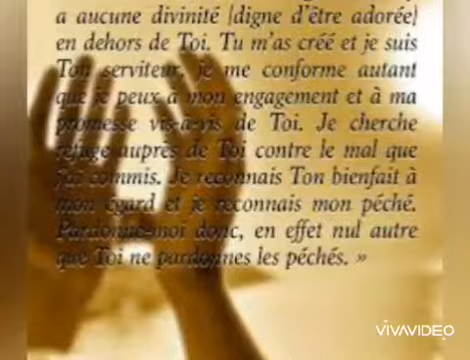 a aucune divinité [digne d'être adorée]
en dehors de Toi. Tu m'as créé et je suis
Ton serviteur, je me conforme autant
que je peux à mon engagement et à ma
promesse vis-à-vis de Toi. Je cherche
refuge auprès de Toi contre le mal que
j'ai commis. Je reconnais Ton bienfait à
mon égard et je reconnais mon péché.
Pardonne-moi donc, en effet nul autre
que Toi ne pardonnes les péchés. »
VIVAVIDEO